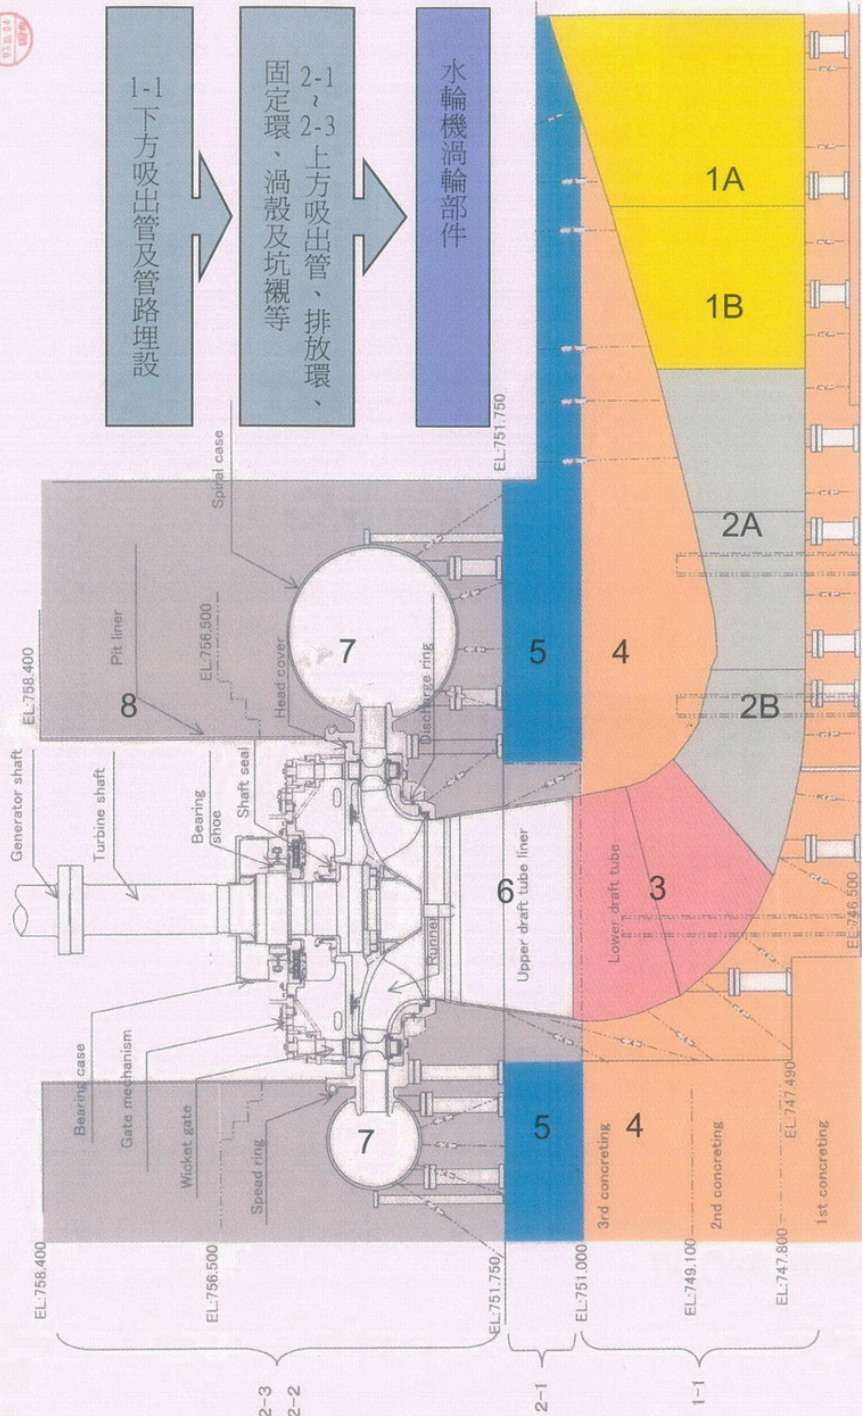 1-1
下方吸出管及管路埋設
2-1
～
2-3 上方吸出管、排放環、
固定環、渦殼及坑襯等
水輪機渦輪部件
1A
1B
2A
2B
3
4
4
5
5
6
7
7
8
EL:758.400
EL:756.500
EL:751.750
Spiral case
Pit liner
Head cover
Discharge ring
Generator shaft
Turbine shaft
Bearing
shoe
Shaft seal
Runner
Upper draft tube liner
Lower draft tube
EL:746.500
Bearing case
Gate mechanism
Wicket gate
Spead ring
3rd concreting
2nd concreting
EL:747.490
1st concreting
EL:758.400
EL:756.500
EL:751.750
EL:751.000
EL:749.100
EL:747.800
2-3
2-2
2-1
1-1